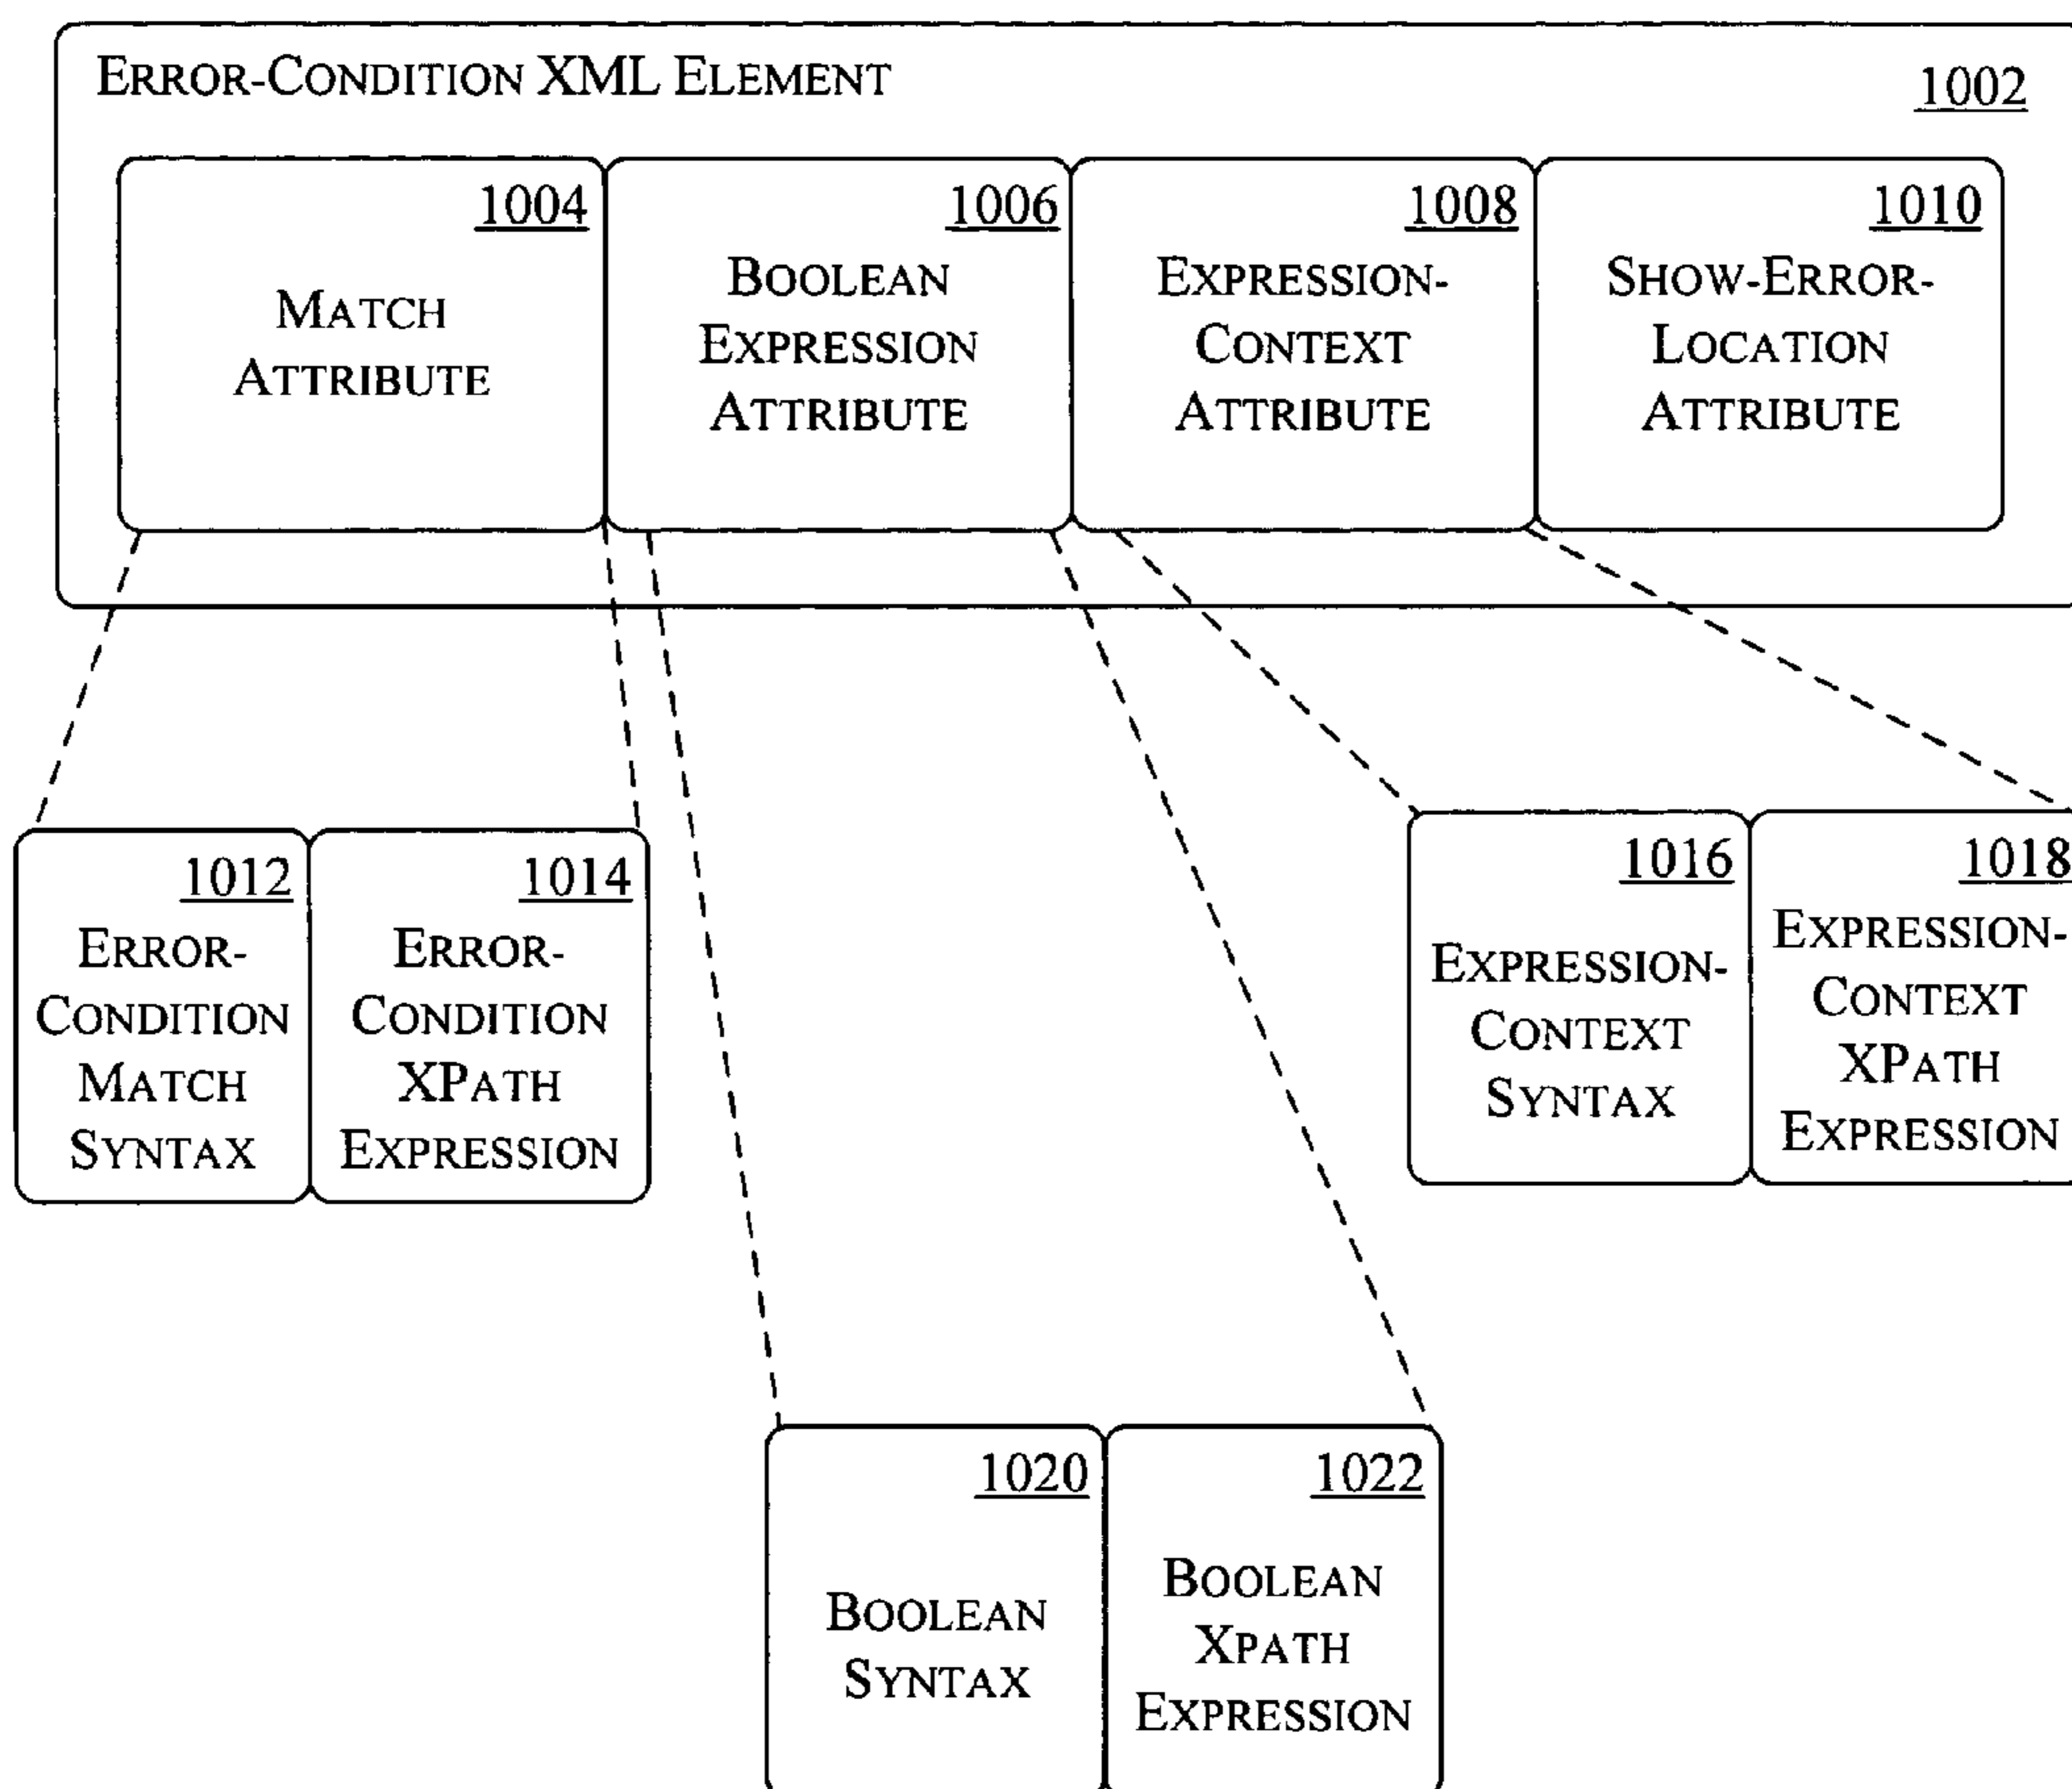 ERROR-CONDITION XML ELEMENT
1002
1004
MATCH
ATTRIBUTE
1006
BOOLEAN
EXPRESSION
ATTRIBUTE
1008
EXPRESSION-
CONTEXT
ATTRIBUTE
1010
SHOW-ERROR-
LOCATION
ATTRIBUTE
1012
ERROR-
CONDITION
MATCH
SYNTAX
1014
ERROR-
CONDITION
XPATH
EXPRESSION
1016
EXPRESSION-
CONTEXT
SYNTAX
1018
EXPRESSION-
CONTEXT
XPATH
EXPRESSION
1020
BOOLEAN
SYNTAX
1022
BOOLEAN
XPATH
EXPRESSION